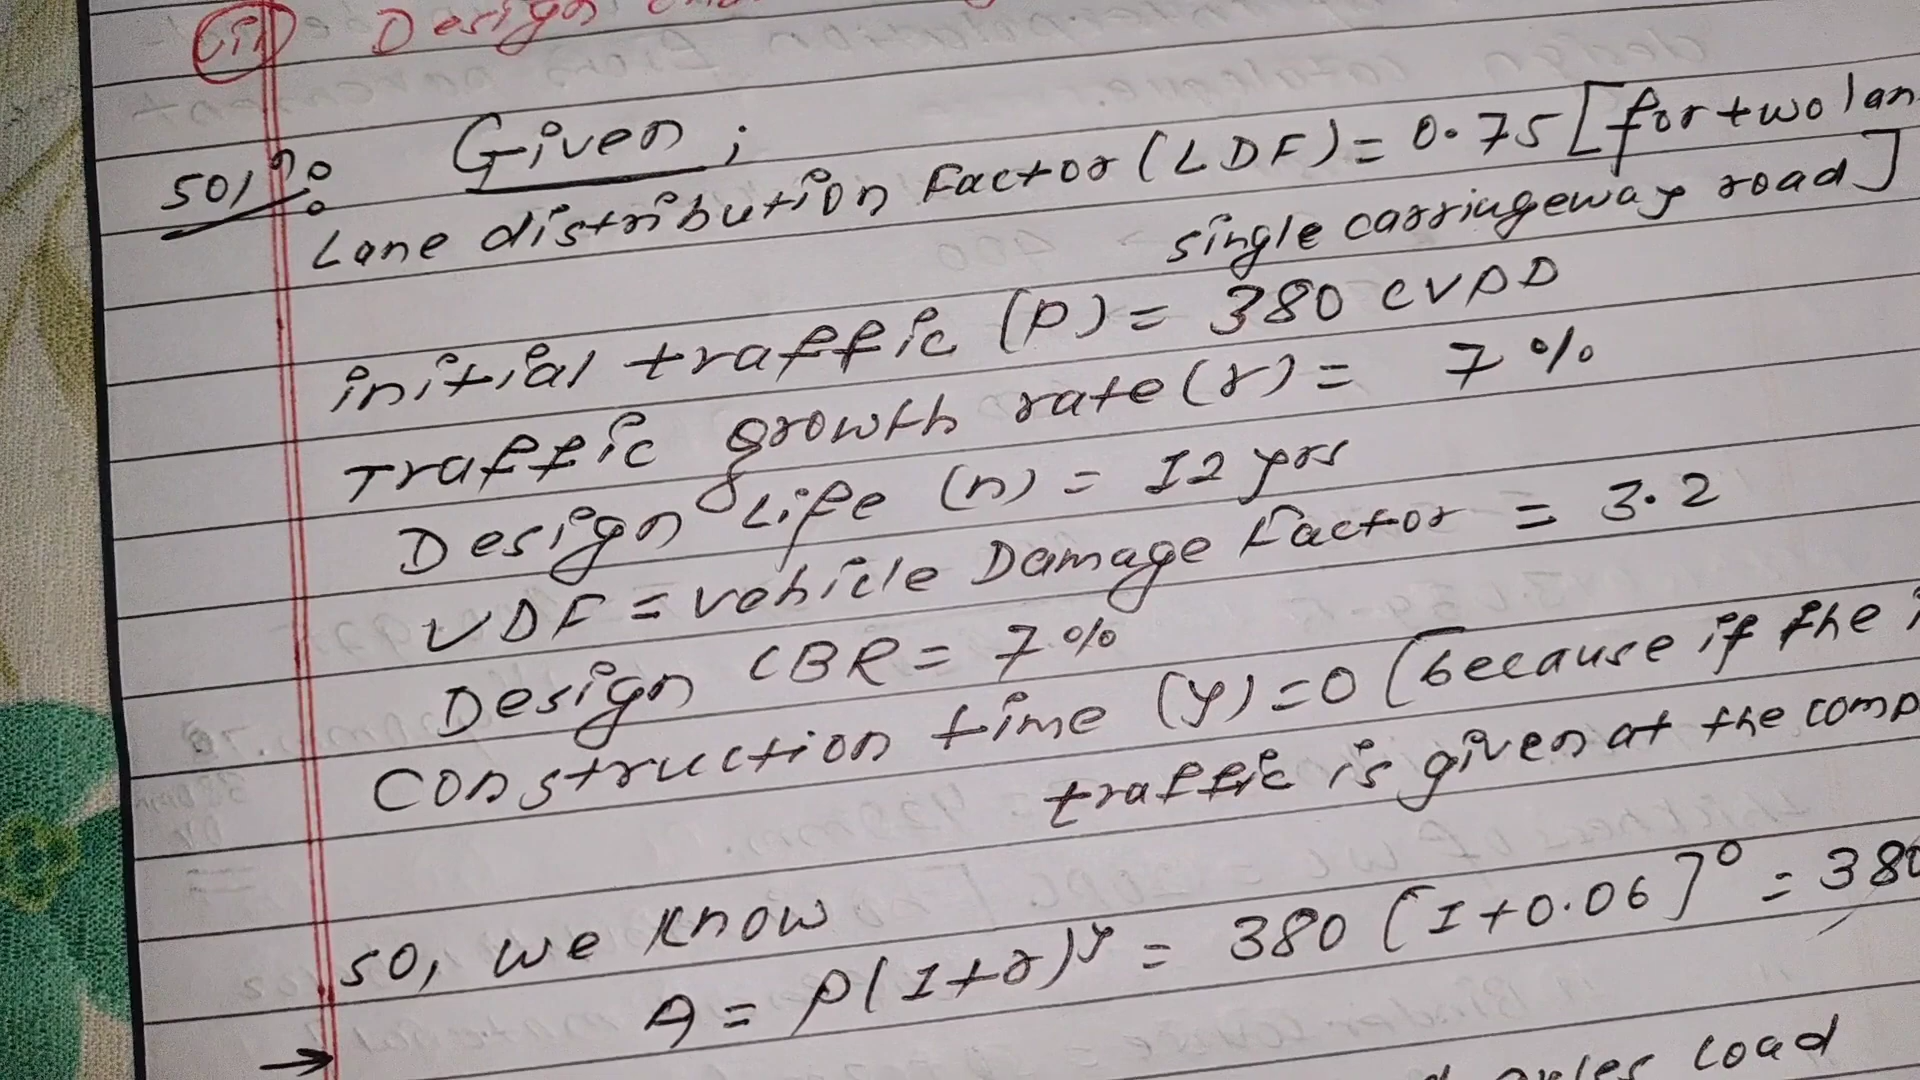 (ii) Design
Given ;
Solⁿ:
Lane distribution Factor (LDF) = 0.75 [for two lan
single carriageway road]
initial traffic (P) = 380 CVPD
Traffic growth rate (r) = 7 %
Design Life (n) = 12 yrs
VDF = vehicle Damage Factor = 3.2
Design CBR = 7 %
Construction time (y) = 0 (because if the i
traffic is given at the comp
so, we know
A = P(1+r)ʸ = 380 [1+0.06]⁰ = 380
→
axles load